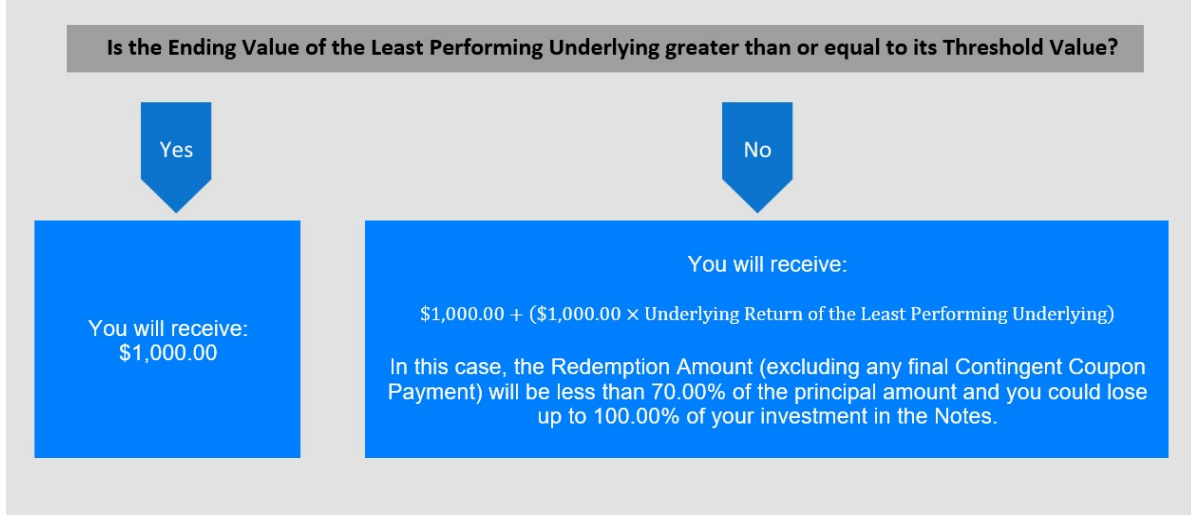 Is the Ending Value of the Least Performing Underlying greater than or equal to its Threshold Value?
Yes
No
You will receive:
$1,000.00
You will receive:
$1,000.00 + ($1,000.00 × Underlying Return of the Least Performing Underlying)
In this case, the Redemption Amount (excluding any final Contingent Coupon
Payment) will be less than 70.00% of the principal amount and you could lose
up to 100.00% of your investment in the Notes.